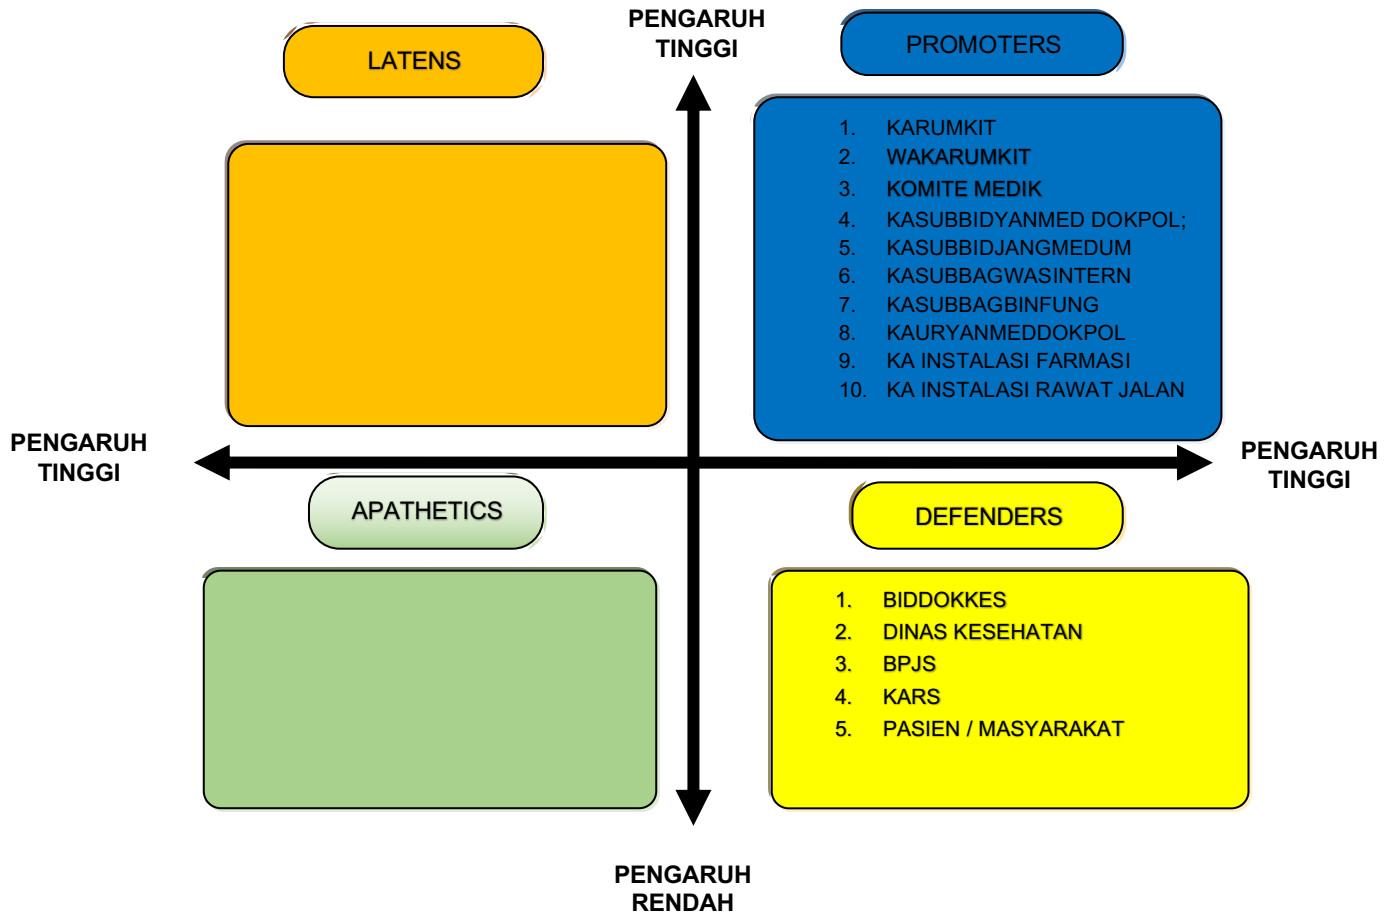 PENGARUH
TINGGI
LATENS
PROMOTERS
1. KARUMKIT
2. WAKARUMKIT
3. KOMITE MEDIK
4. KASUBBIDYANMED DOKPOL;
5. KASUBBIDJANGMEDUM
6. KASUBBAGWASINTERN
7. KASUBBAGBINFUNG
8. KAURYANMEDDOKPOL
9. KA INSTALASI FARMASI
10. KA INSTALASI RAWAT JALAN
PENGARUH
TINGGI
PENGARUH
TINGGI
APATHETICS
DEFENDERS
1. BIDDOKKES
2. DINAS KESEHATAN
3. BPJS
4. KARS
5. PASIEN / MASYARAKAT
PENGARUH
RENDAH